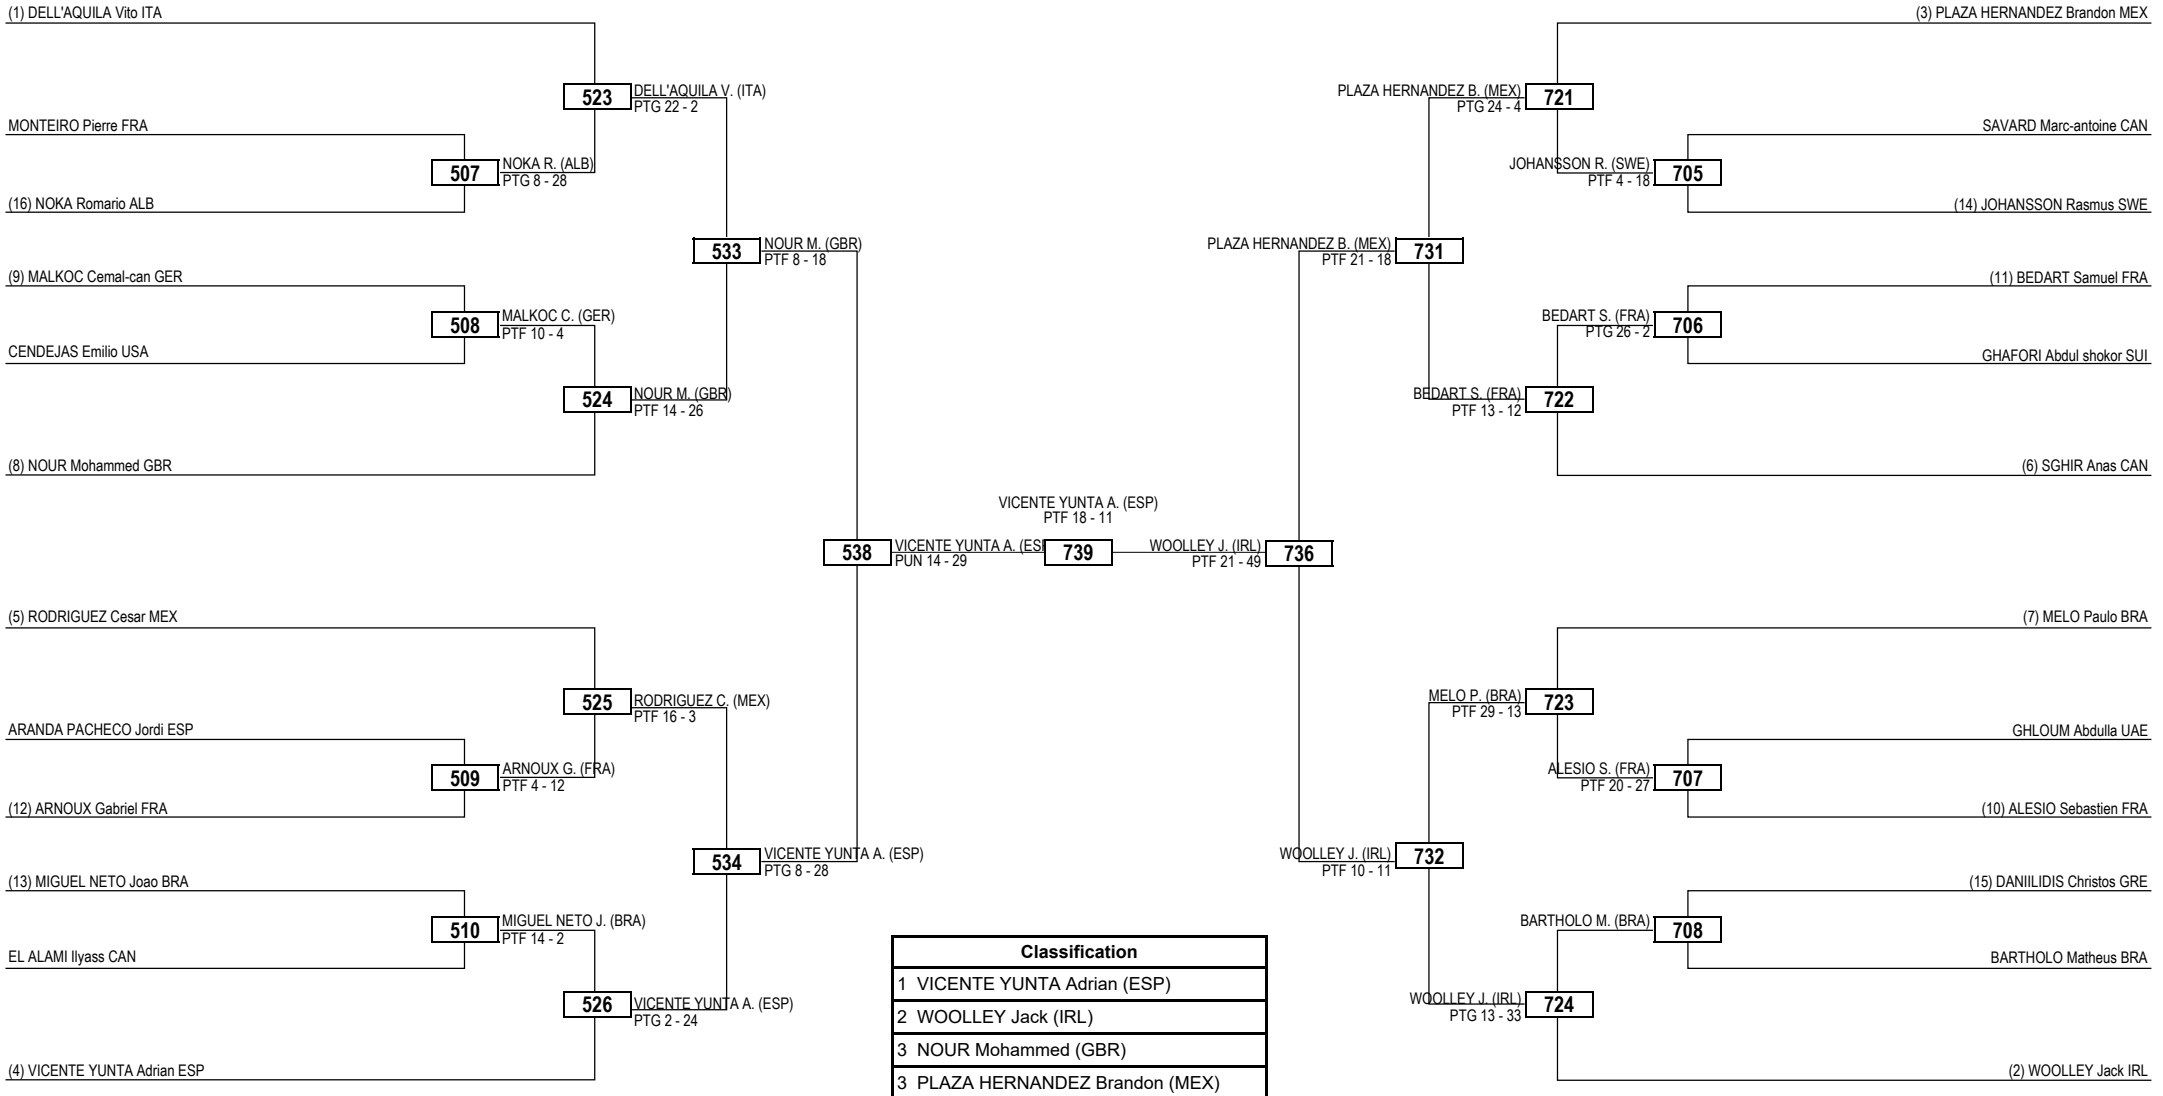 (1) DELL'AQUILA Vito ITA
(3) PLAZA HERNANDEZ Brandon MEX
523
DELL'AQUILA V. (ITA)
PTG 22 - 2
PLAZA HERNANDEZ B. (MEX)
PTG 24 - 4
721
MONTEIRO Pierre FRA
SAVARD Marc-antoine CAN
507
NOKA R. (ALB)
PTG 8 - 28
JOHANSSON R. (SWE)
PTF 4 - 18
705
(16) NOKA Romario ALB
(14) JOHANSSON Rasmus SWE
533
NOUR M. (GBR)
PTF 8 - 18
PLAZA HERNANDEZ B. (MEX)
PTF 21 - 18
731
(9) MALKOC Cemal-can GER
(11) BEDART Samuel FRA
508
MALKOC C. (GER)
PTF 10 - 4
BEDART S. (FRA)
PTG 26 - 2
706
CENDEJAS Emilio USA
GHAFORI Abdul shokor SUI
524
NOUR M. (GBR)
PTF 14 - 26
BEDART S. (FRA)
PTF 13 - 12
722
(8) NOUR Mohammed GBR
(6) SGHIR Anas CAN
VICENTE YUNTA A. (ESP)
PTF 18 - 11
538
VICENTE YUNTA A. (ESP
PUN 14 - 29
739
WOOLLEY J. (IRL)
PTF 21 - 49
736
(5) RODRIGUEZ Cesar MEX
(7) MELO Paulo BRA
525
RODRIGUEZ C. (MEX)
PTF 16 - 3
MELO P. (BRA)
PTF 29 - 13
723
ARANDA PACHECO Jordi ESP
GHLOUM Abdulla UAE
509
ARNOUX G. (FRA)
PTF 4 - 12
ALESIO S. (FRA)
PTF 20 - 27
707
(12) ARNOUX Gabriel FRA
(10) ALESIO Sebastien FRA
534
VICENTE YUNTA A. (ESP)
PTG 8 - 28
WOOLLEY J. (IRL)
PTF 10 - 11
732
(13) MIGUEL NETO Joao BRA
(15) DANIILIDIS Christos GRE
510
MIGUEL NETO J. (BRA)
PTF 14 - 2
BARTHOLO M. (BRA)
708
EL ALAMI Ilyass CAN
BARTHOLO Matheus BRA
526
VICENTE YUNTA A. (ESP)
PTG 2 - 24
WOOLLEY J. (IRL)
PTG 13 - 33
724
(4) VICENTE YUNTA Adrian ESP
(2) WOOLLEY Jack IRL
Classification
1 VICENTE YUNTA Adrian (ESP)
2 WOOLLEY Jack (IRL)
3 NOUR Mohammed (GBR)
3 PLAZA HERNANDEZ Brandon (MEX)